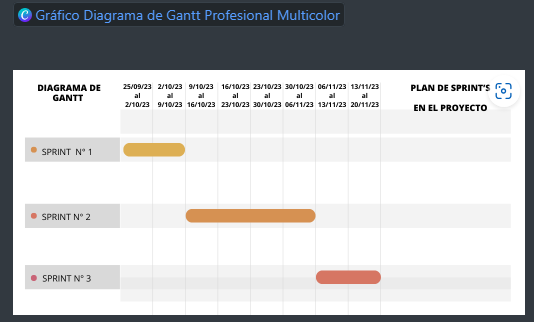 Gráfico Diagrama de Gantt Profesional Multicolor
DIAGRAMA DE
GANTT
25/09/23 2/10/23 9/10/23 16/10/23 23/10/23 30/10/23 06/11/23 13/11/23
al al al al al al al al
2/10/23 9/10/23 16/10/23 23/10/23 30/10/23 06/11/23 13/11/23 20/11/23
PLAN DE SPRINT'S
EN EL PROYECTO
SPRINT N° 1
SPRINT N° 2
SPRINT N° 3